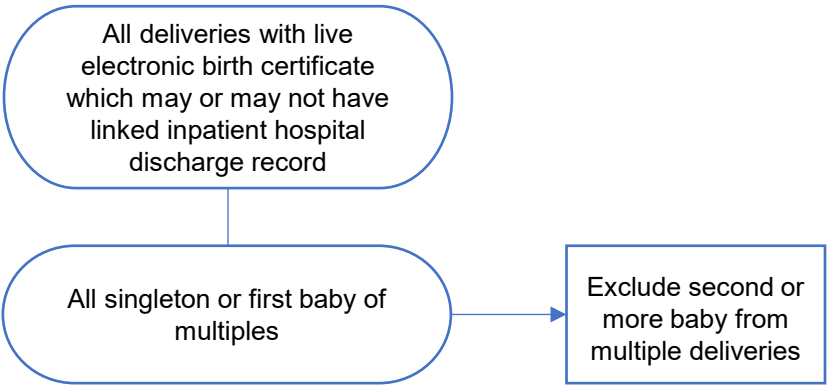 All deliveries with live
electronic birth certificate
which may or may not have
linked inpatient hospital
discharge record
All singleton or first baby of
multiples
Exclude second or
more baby from
multiple deliveries